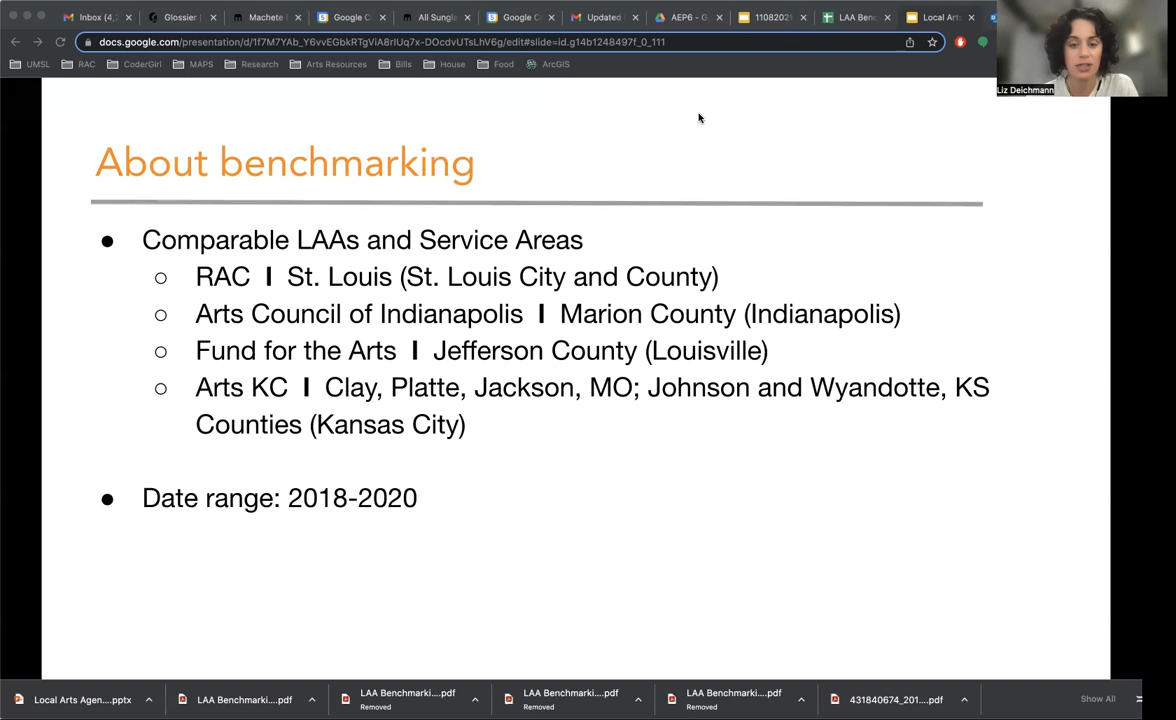 Inbox (4,
Glossier
Machete
Google C
All Sungla
Google C
Updated
AEP6 - G
11082021
LAA Ben
Local Arts
docs.google.com/presentation/d/1f7M7YAb_Y6vvEGbkRTgViA8rIUq7x-DOcdvUTsLhV6g/edit#slide=id.g14b1248497f_0_111
UMSL
RAC
CoderGirl
MAPS
Research
Arts Resources
Bills
House
Food
ArcGIS
Liz Deichmann
About benchmarking
● Comparable LAAs and Service Areas
○ RAC I St. Louis (St. Louis City and County)
○ Arts Council of Indianapolis I Marion County (Indianapolis)
○ Fund for the Arts I Jefferson County (Louisville)
○ Arts KC I Clay, Platte, Jackson, MO; Johnson and Wyandotte, KS
Counties (Kansas City)
● Date range: 2018-2020
Local Arts Agen....pptx
LAA Benchmarki....pdf
LAA Benchmarki....pdf
Removed
LAA Benchmarki....pdf
Removed
LAA Benchmarki....pdf
Removed
431840674_201....pdf
Show All